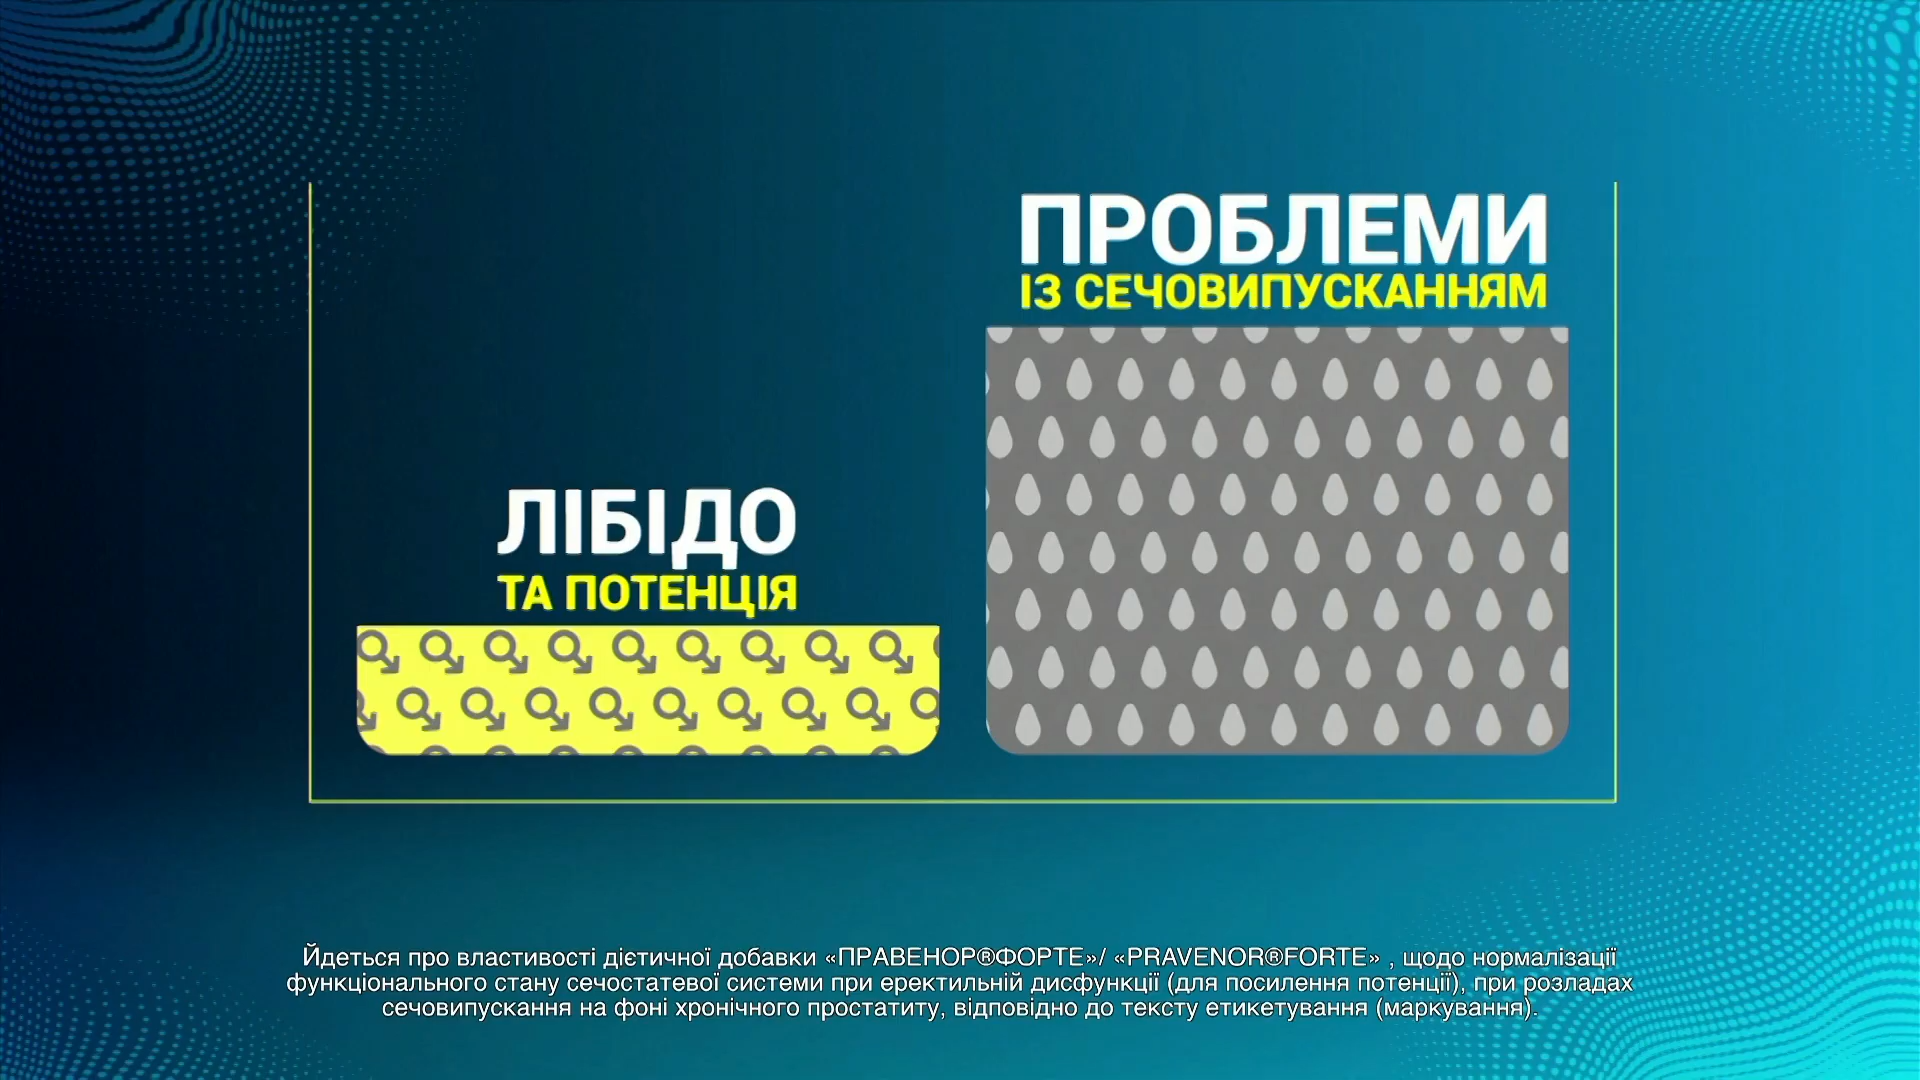 ПРОБЛЕМИ
ІЗ СЕЧОВИПУСКАННЯМ
ЛІБІДО
ТА ПОТЕНЦІЯ
Йдеться про властивості дієтичної добавки «ПРАВЕНОР®ФОРТЕ»/ «PRAVENOR®FORTE» , щодо нормалізації
функціонального стану сечостатевої системи при еректильній дисфункції (для посилення потенції), при розладах
сечовипускання на фоні хронічного простатиту, відповідно до тексту етикетування (маркування).